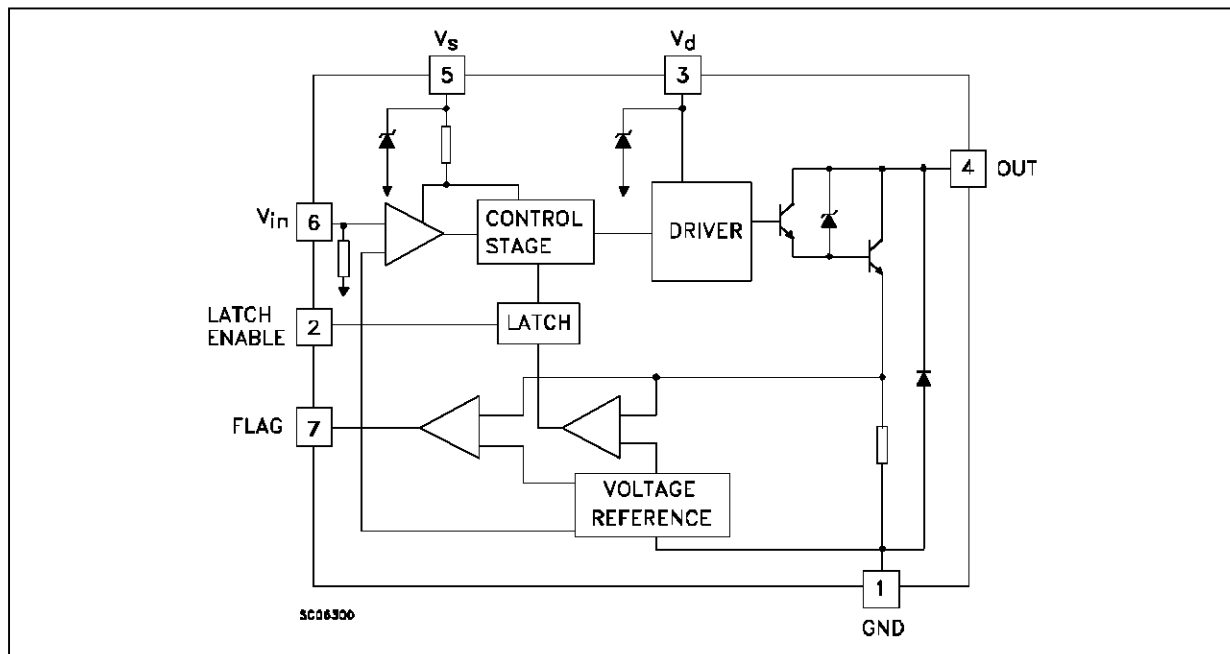 Vs
5
Vd
3
4
OUT
Vin
6
CONTROL
STAGE
DRIVER
LATCH
ENABLE
2
LATCH
FLAG
7
VOLTAGE
REFERENCE
1
GND
SC06300